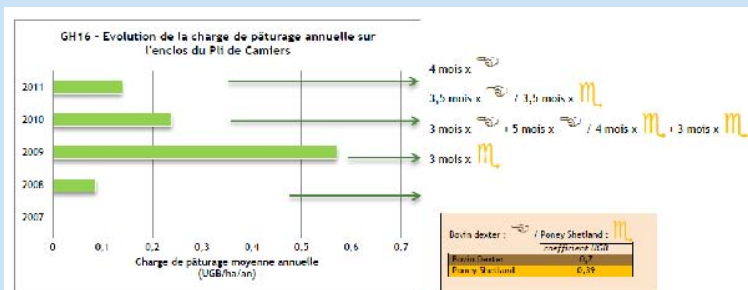 GH16 - Evolution de la charge de pâturage annuelle sur
l'enclos du Pli de Camiers
2011
2010
2009
2008
2007
0
0,1
0,2
0,3
0,4
0,5
0,6
0,7
Charge de pâturage moyenne annuelle
(UGB/ha/an)
4 mois x ☜
3,5 mois x ☜ / 3,5 mois x ♏
3 mois x ☜ + 5 mois x ☜ / 4 mois x ♏ + 3 mois x ♏
3 mois x ♏
Bovin dexter : ☜ / Poney Shetland : ♏
coefficient UGB
Bovin Dexter 0,7
Poney Shetland 0,39